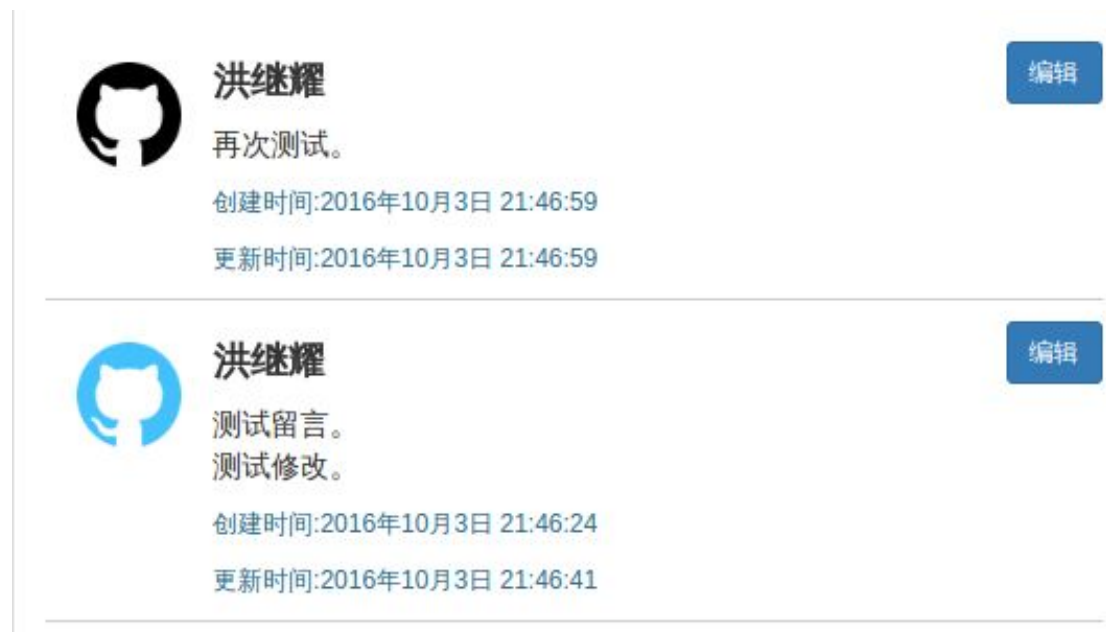 洪继耀
编辑
再次测试。
创建时间:2016年10月3日 21:46:59
更新时间:2016年10月3日 21:46:59
洪继耀
编辑
测试留言。
测试修改。
创建时间:2016年10月3日 21:46:24
更新时间:2016年10月3日 21:46:41